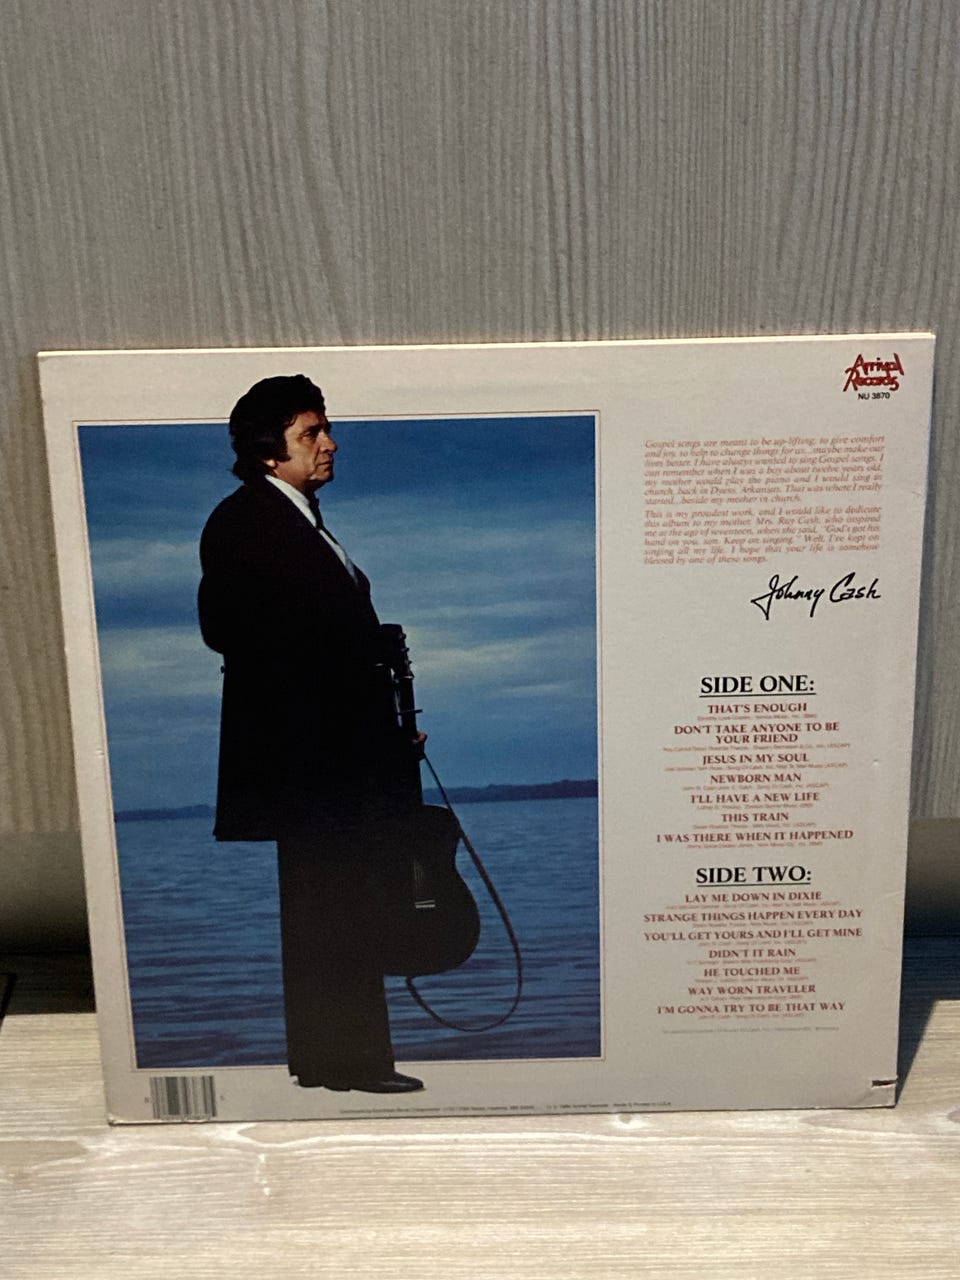 Arrival
Records
NU 3870
Gospel songs are meant to be up-lifting, to give comfort
and joy, to help to change things for us...maybe make our
lives better. I have always wanted to sing Gospel songs. I
can remember when I was a boy about twelve years old,
my mother would play the piano and I would sing in
church, back in Dyess, Arkansas. That was where I really
started...beside my mother in church.
This is my proudest work, and I would like to dedicate
this album to my mother, Mrs. Ray Cash, who inspired
me at the age of seventeen, when she said, "God's got his
hand on you, son. Keep on singing." Well, I've kept on
singing all my life. I hope that your life is somehow
blessed by one of these songs.
Johnny Cash
SIDE ONE:
THAT'S ENOUGH
DON'T TAKE ANYONE TO BE
YOUR FRIEND
JESUS IN MY SOUL
NEWBORN MAN
I'LL HAVE A NEW LIFE
THIS TRAIN
I WAS THERE WHEN IT HAPPENED
SIDE TWO:
LAY ME DOWN IN DIXIE
STRANGE THINGS HAPPEN EVERY DAY
YOU'LL GET YOURS AND I'LL GET MINE
DIDN'T IT RAIN
HE TOUCHED ME
WAY WORN TRAVELER
I'M GONNA TRY TO BE THAT WAY